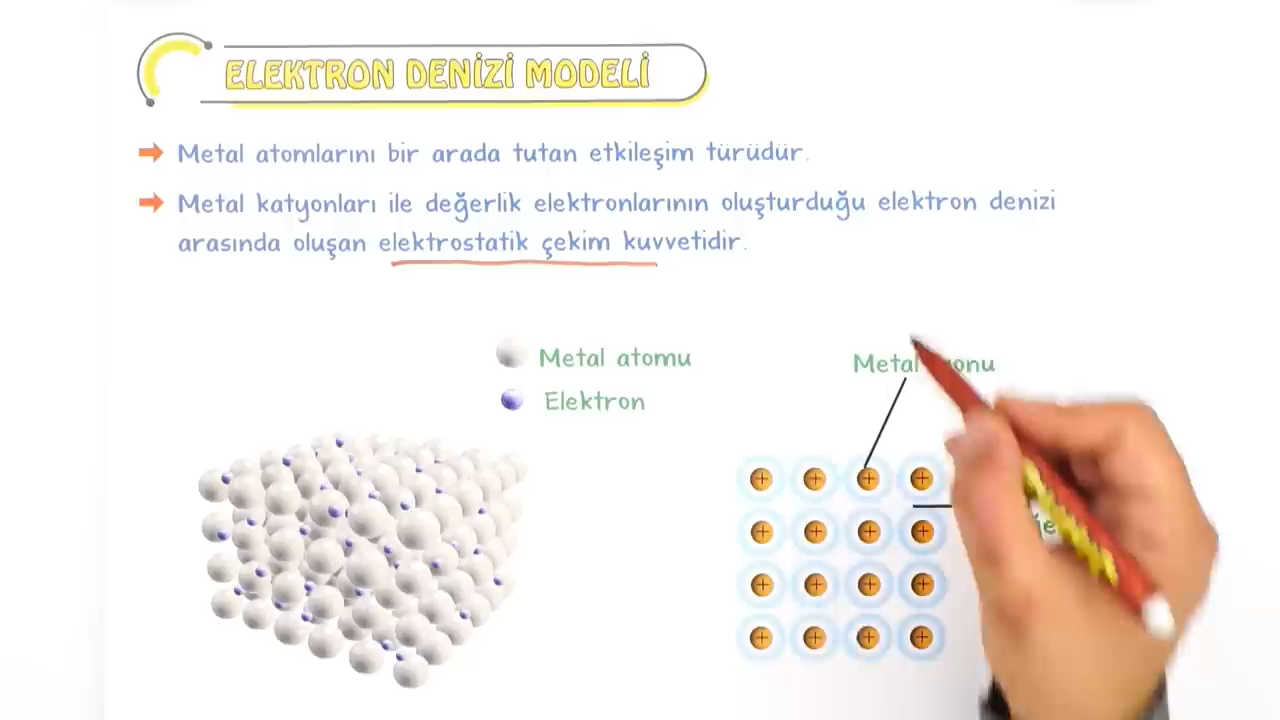 ELEKTRON DENİZİ MODELİ
Metal atomlarını bir arada tutan etkileşim türüdür.
Metal katyonları ile değerlik elektronlarının oluşturduğu elektron denizi
arasında oluşan elektrostatik çekim kuvvetidir.
Metal atomu
Metal
Elektron
+ + + +
+ + + +
+ + + +
+ + + +